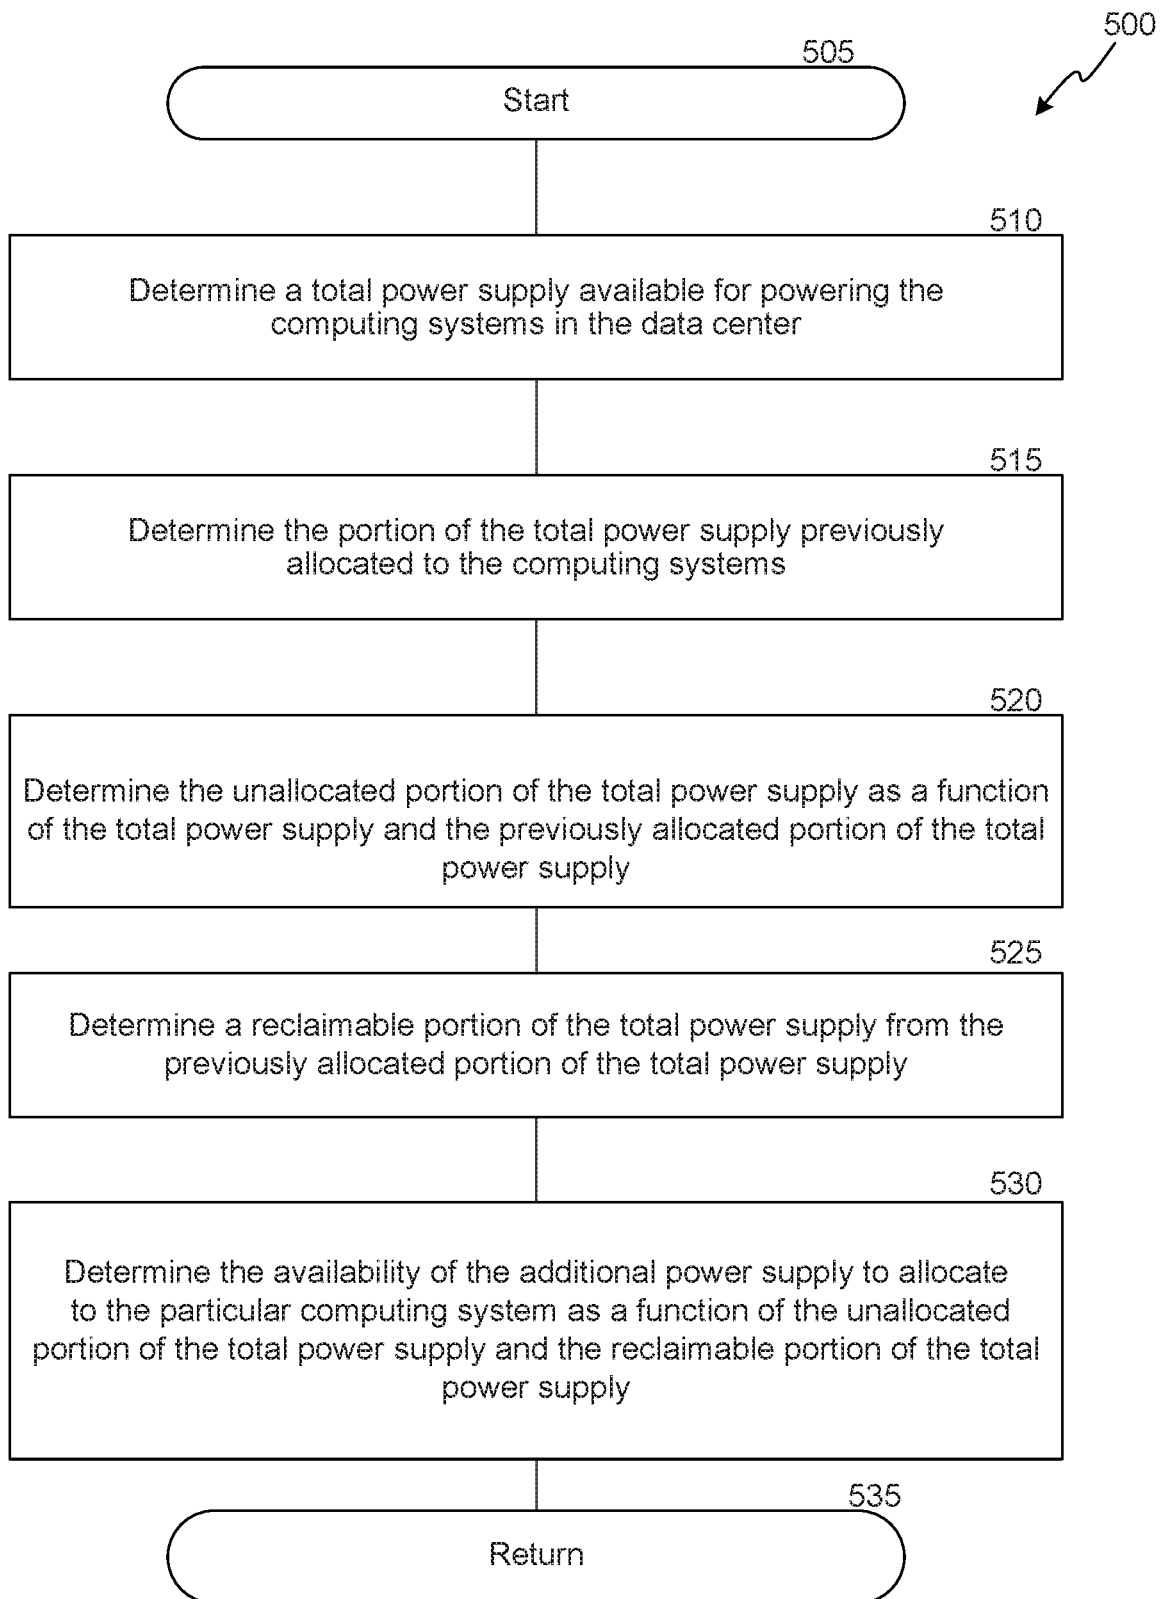 500
505
Start
510
Determine a total power supply available for powering the
computing systems in the data center
515
Determine the portion of the total power supply previously
allocated to the computing systems
520
Determine the unallocated portion of the total power supply as a function
of the total power supply and the previously allocated portion of the total
power supply
525
Determine a reclaimable portion of the total power supply from the
previously allocated portion of the total power supply
530
Determine the availability of the additional power supply to allocate
to the particular computing system as a function of the unallocated
portion of the total power supply and the reclaimable portion of the total
power supply
535
Return